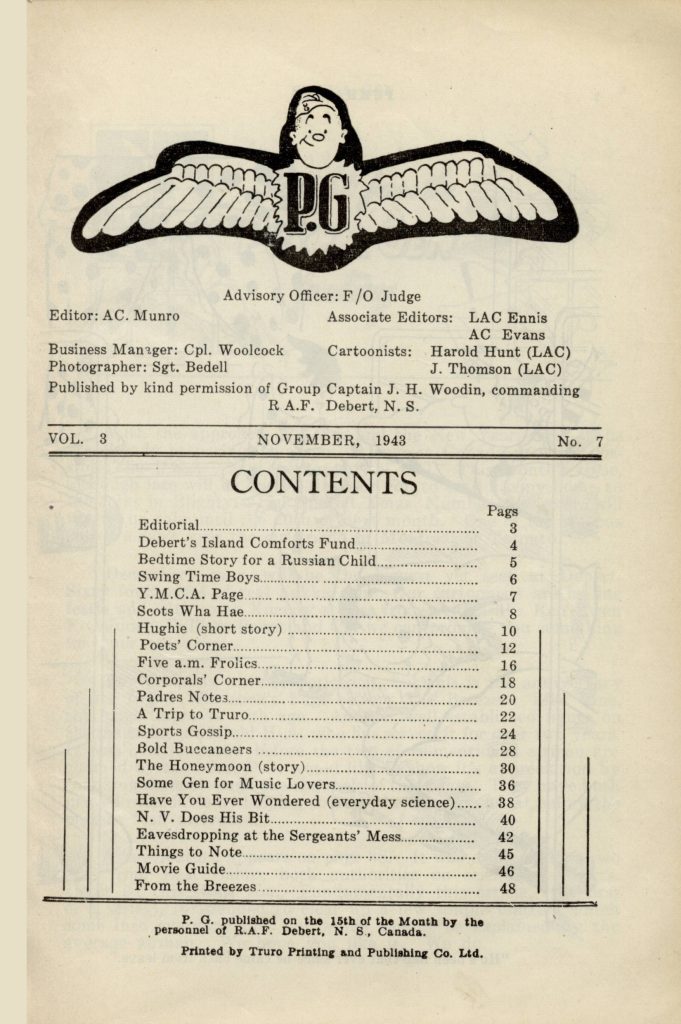 P.G
Advisory Officer: F/O Judge
Editor: AC. Munro
Associate Editors: LAC Ennis
AC Evans
Business Manager: Cpl. Woolcock
Cartoonists: Harold Hunt (LAC)
Photographer: Sgt. Bedell
J. Thomson (LAC)
Published by kind permission of Group Captain J. H. Woodin, commanding
R A.F. Debert, N. S.
VOL. 3 NOVEMBER, 1943 No. 7
CONTENTS
Pags
Editorial 3
Debert's Island Comforts Fund 4
Bedtime Story for a Russian Child 5
Swing Time Boys 6
Y.M.C.A. Page 7
Scots Wha Hae 8
Hughie (short story) 10
Poets' Corner 12
Five a.m. Frolics 16
Corporals' Corner 18
Padres Notes 20
A Trip to Truro 22
Sports Gossip 24
Bold Buccaneers 28
The Honeymoon (story) 30
Some Gen for Music Lovers 36
Have You Ever Wondered (everyday science) 38
N. V. Does His Bit 40
Eavesdropping at the Sergeants' Mess 42
Things to Note 45
Movie Guide 46
From the Breezes 48
P. G. published on the 15th of the Month by the
personnel of R.A.F. Debert, N. S., Canada.
Printed by Truro Printing and Publishing Co. Ltd.